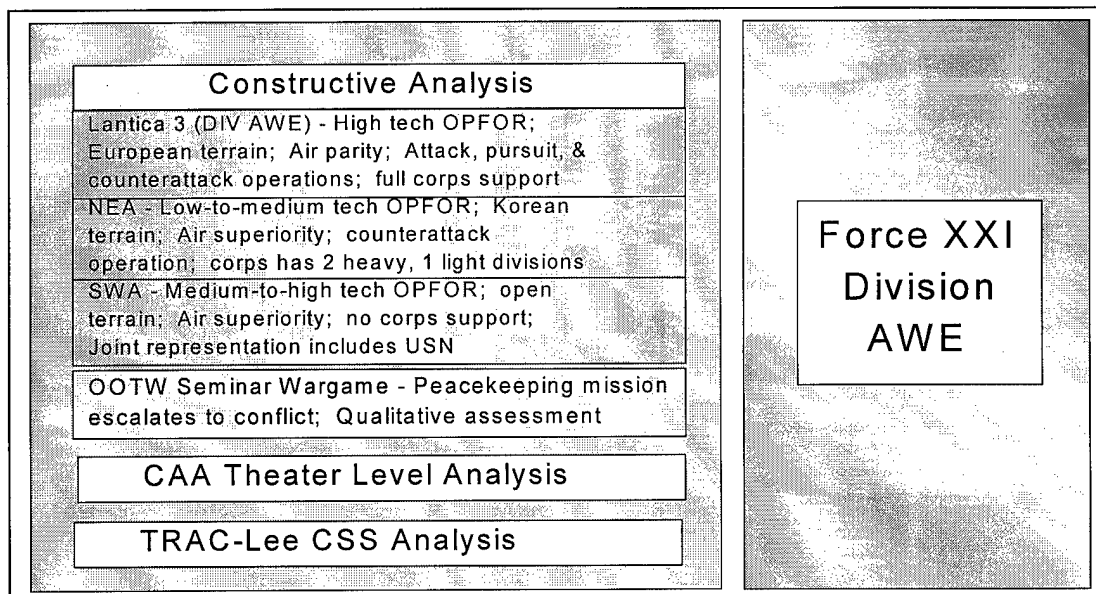 Constructive Analysis
Lantica 3 (DIV AWE) - High tech OPFOR;
European terrain; Air parity; Attack, pursuit, &
counterattack operations; full corps support
NEA - Low-to-medium tech OPFOR; Korean
terrain; Air superiority; counterattack
operation; corps has 2 heavy, 1 light divisions
SWA - Medium-to-high tech OPFOR; open
terrain; Air superiority; no corps support;
Joint representation includes USN
OOTW Seminar Wargame - Peacekeeping mission
escalates to conflict; Qualitative assessment
CAA Theater Level Analysis
TRAC-Lee CSS Analysis
Force XXI
Division
AWE